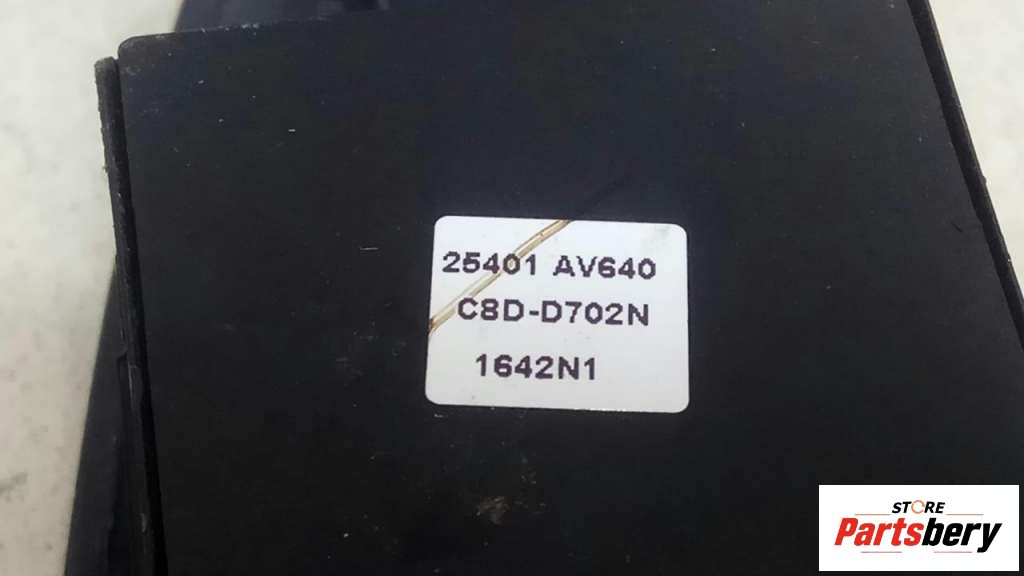 25401 AV640
C8D-D702N
1642N1
STORE
Partsbery